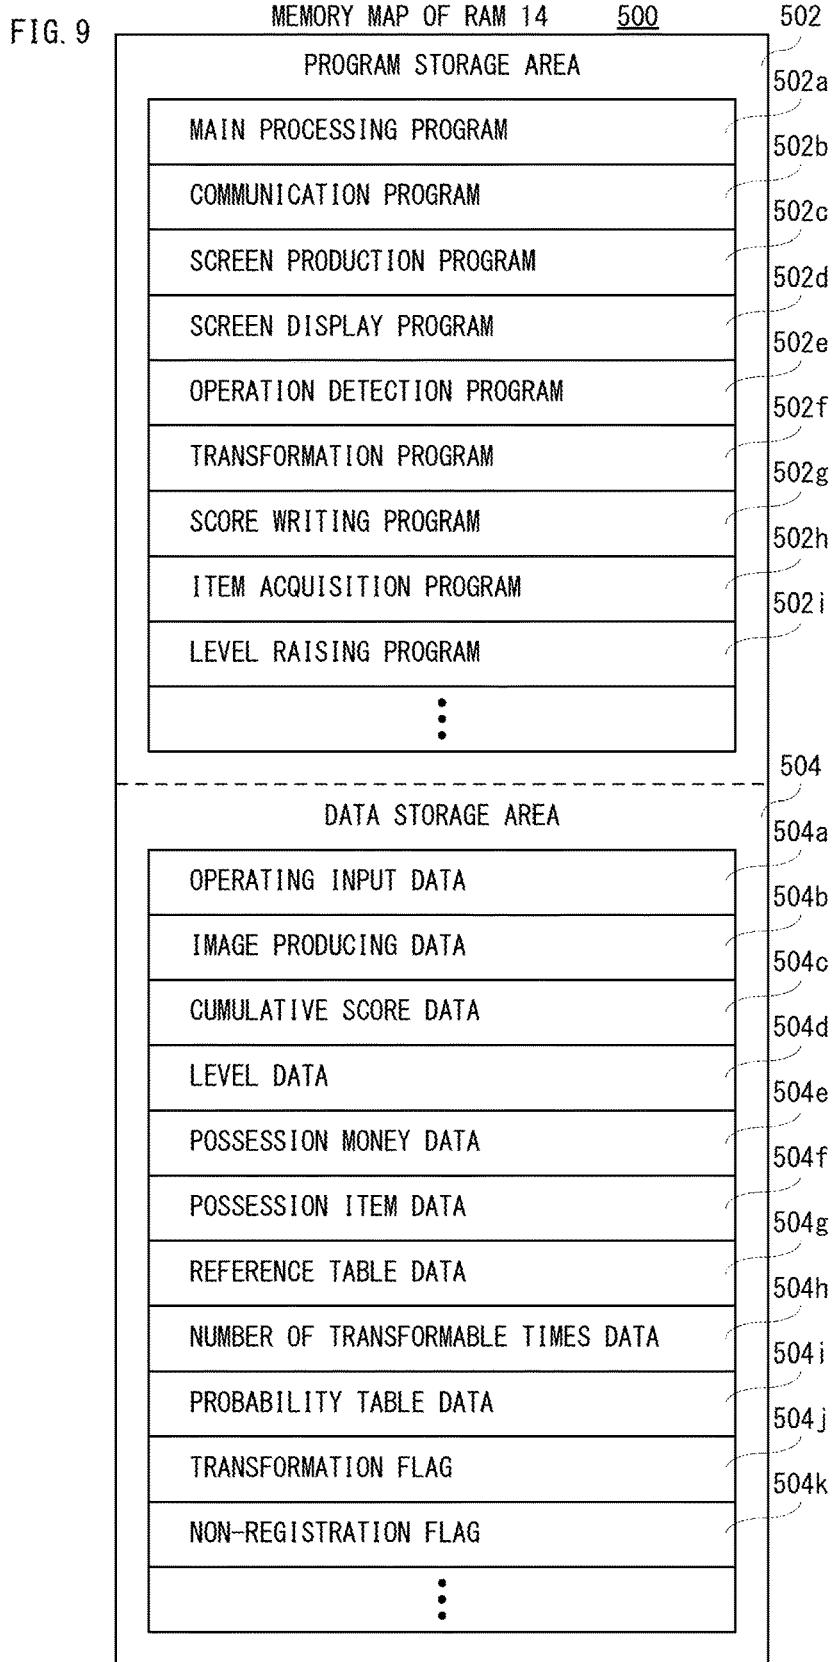 FIG. 9
MEMORY MAP OF RAM 14 500
502
PROGRAM STORAGE AREA
502a
MAIN PROCESSING PROGRAM
502b
COMMUNICATION PROGRAM
502c
SCREEN PRODUCTION PROGRAM
502d
SCREEN DISPLAY PROGRAM
502e
OPERATION DETECTION PROGRAM
502f
TRANSFORMATION PROGRAM
502g
SCORE WRITING PROGRAM
502h
ITEM ACQUISITION PROGRAM
502i
LEVEL RAISING PROGRAM
504
DATA STORAGE AREA
504a
OPERATING INPUT DATA
504b
IMAGE PRODUCING DATA
504c
CUMULATIVE SCORE DATA
504d
LEVEL DATA
504e
POSSESSION MONEY DATA
504f
POSSESSION ITEM DATA
504g
REFERENCE TABLE DATA
504h
NUMBER OF TRANSFORMABLE TIMES DATA
504i
PROBABILITY TABLE DATA
504j
TRANSFORMATION FLAG
504k
NON-REGISTRATION FLAG